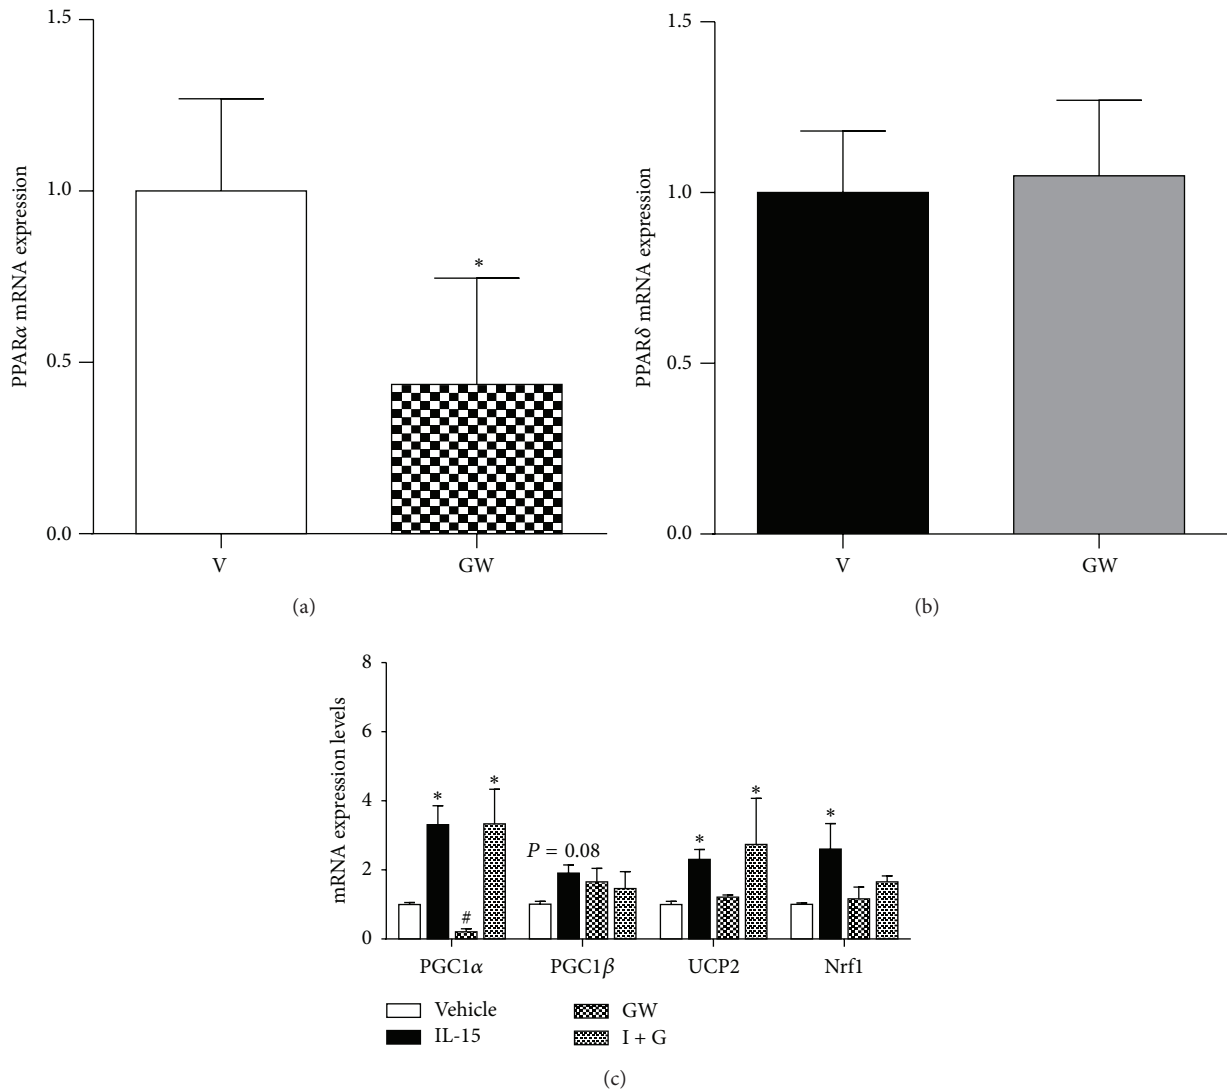 1.5
1.0
0.5
0.0
PPARα mRNA expression
*
V
GW
(a)
1.5
1.0
0.5
0.0
PPARδ mRNA expression
V
GW
(b)
8
6
4
2
0
mRNA expression levels
*
#
*
P = 0.08
*
*
*
PGC1α
PGC1β
UCP2
Nrf1
Vehicle
GW
IL-15
I + G
(c)